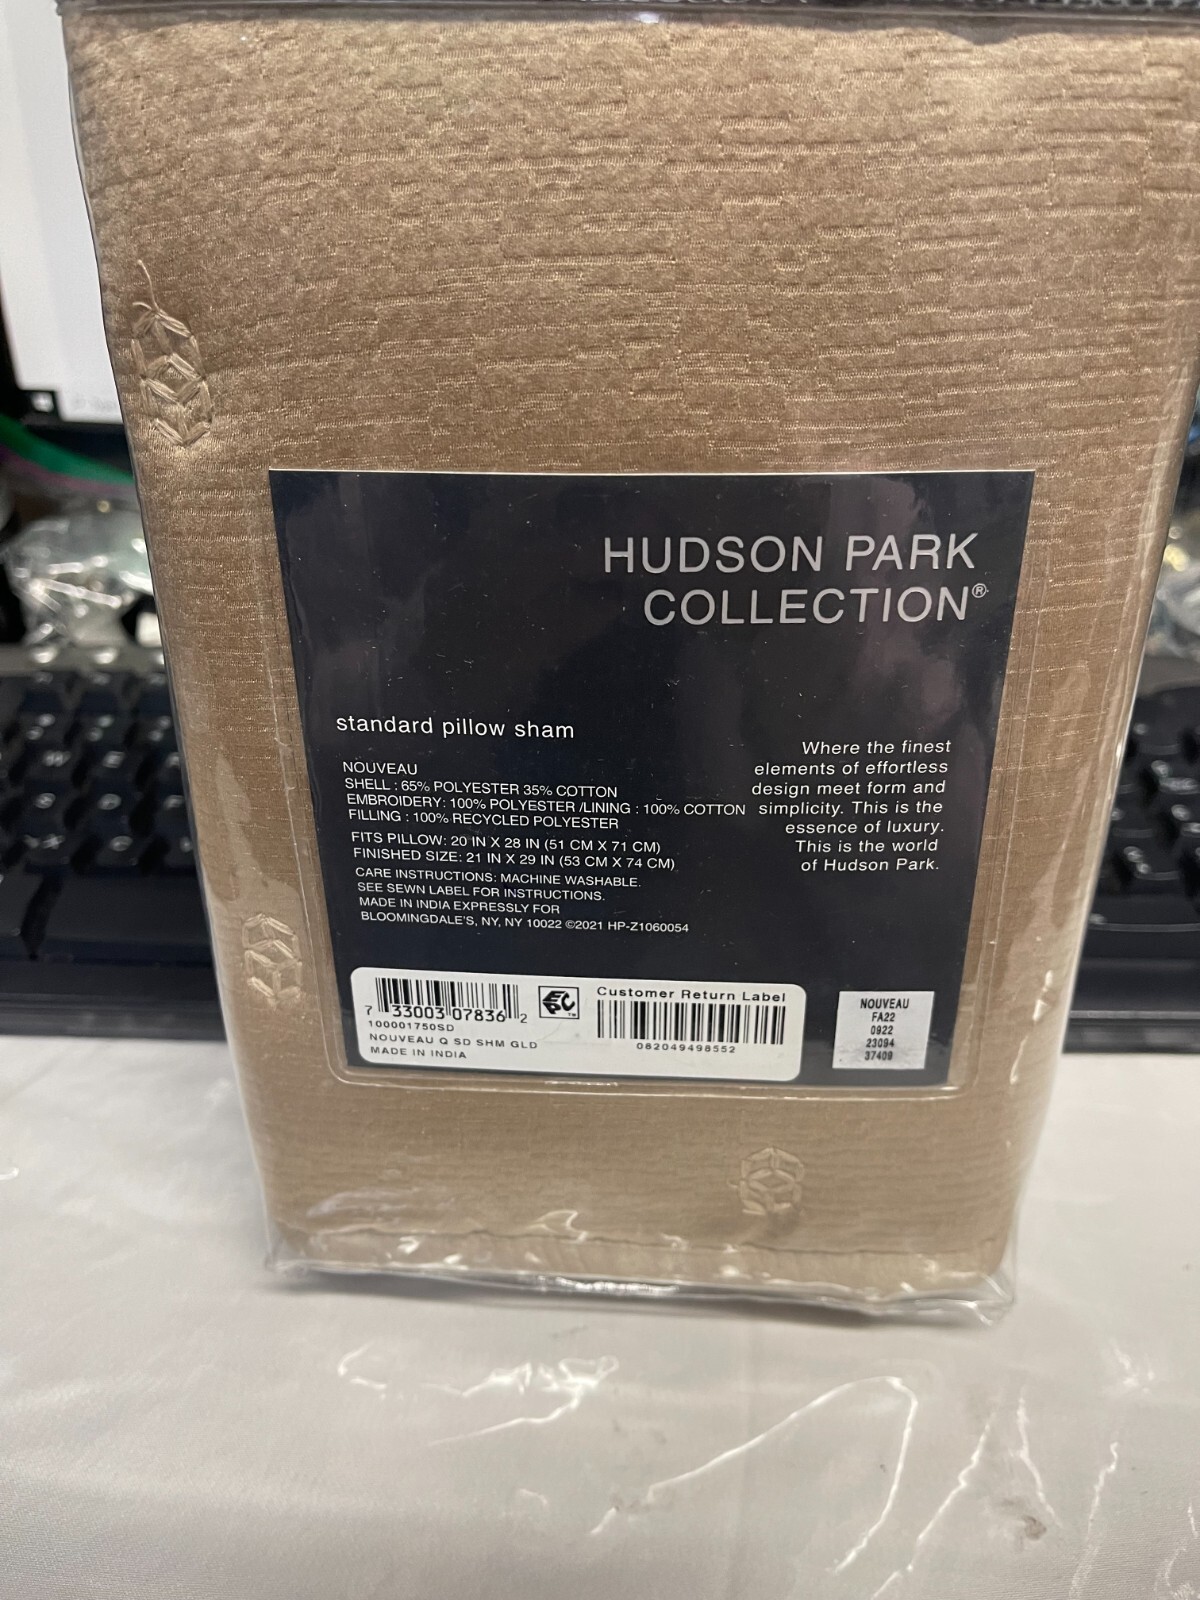 HUDSON PARK
COLLECTION®
standard pillow sham
NOUVEAU
SHELL : 65% POLYESTER 35% COTTON
EMBROIDERY: 100% POLYESTER /LINING : 100% COTTON
FILLING : 100% RECYCLED POLYESTER
FITS PILLOW: 20 IN X 28 IN (51 CM X 71 CM)
FINISHED SIZE: 21 IN X 29 IN (53 CM X 74 CM)
CARE INSTRUCTIONS: MACHINE WASHABLE.
SEE SEWN LABEL FOR INSTRUCTIONS.
MADE IN INDIA EXPRESSLY FOR
BLOOMINGDALE'S, NY, NY 10022 ©2021 HP-Z1060054
Where the finest
elements of effortless
design meet form and
simplicity. This is the
essence of luxury.
This is the world
of Hudson Park.
7 33003 07836 2
100001750SD
NOUVEAU Q SD SHM GLD
MADE IN INDIA
EPC™
Customer Return Label
082049498552
NOUVEAU
FA22
0922
23094
37409